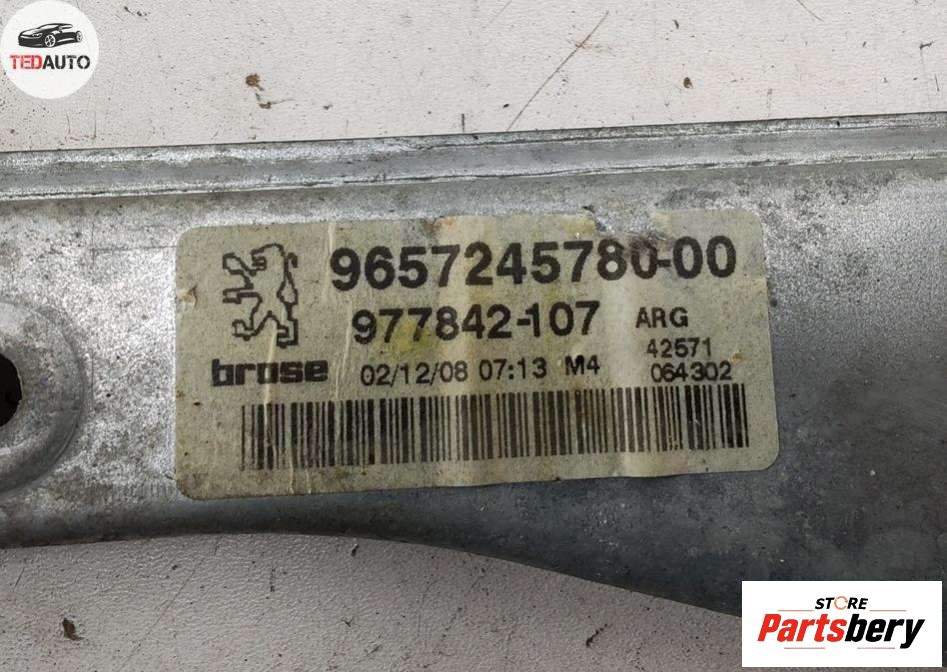 TEDAUTO
9657245780-00
977842-107 ARG
42571
brose 02/12/08 07:13 M4 064302
STORE
Partsbery